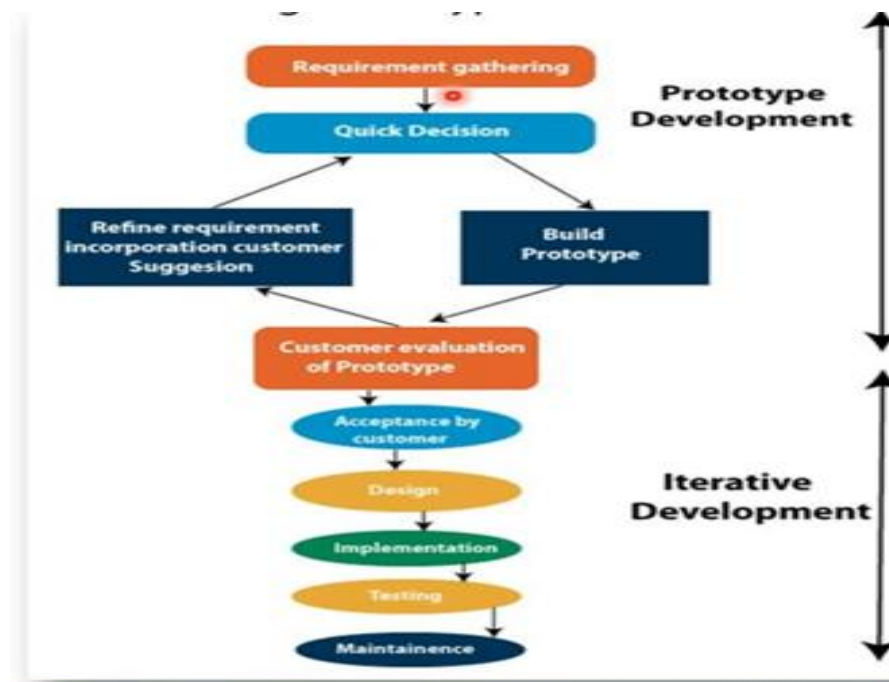 Requirement gathering
Prototype
Development
Quick Decision
Refine requirement
incorporation customer
Suggesion
Build
Prototype
Customer evaluation
of Prototype
Acceptance by
customer
Design
Iterative
Development
Implementation
Testing
Maintainence